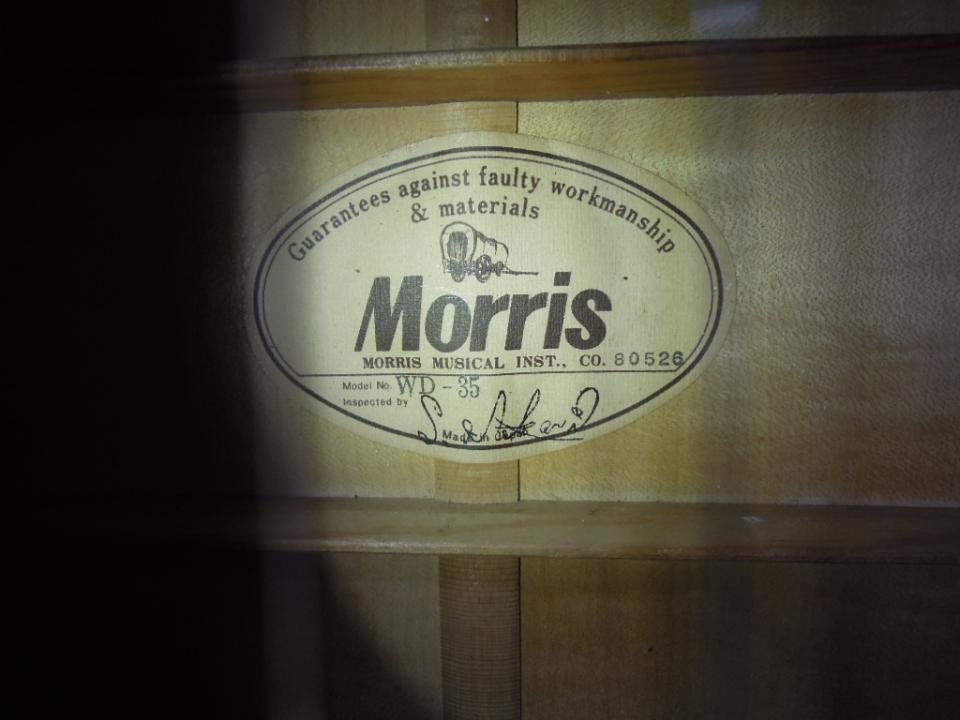 Guarantees against faulty workmanship
& materials
Morris
MORRIS MUSICAL INST., CO. 80526
Model No. WD-35
Inspected by
Made in Japan